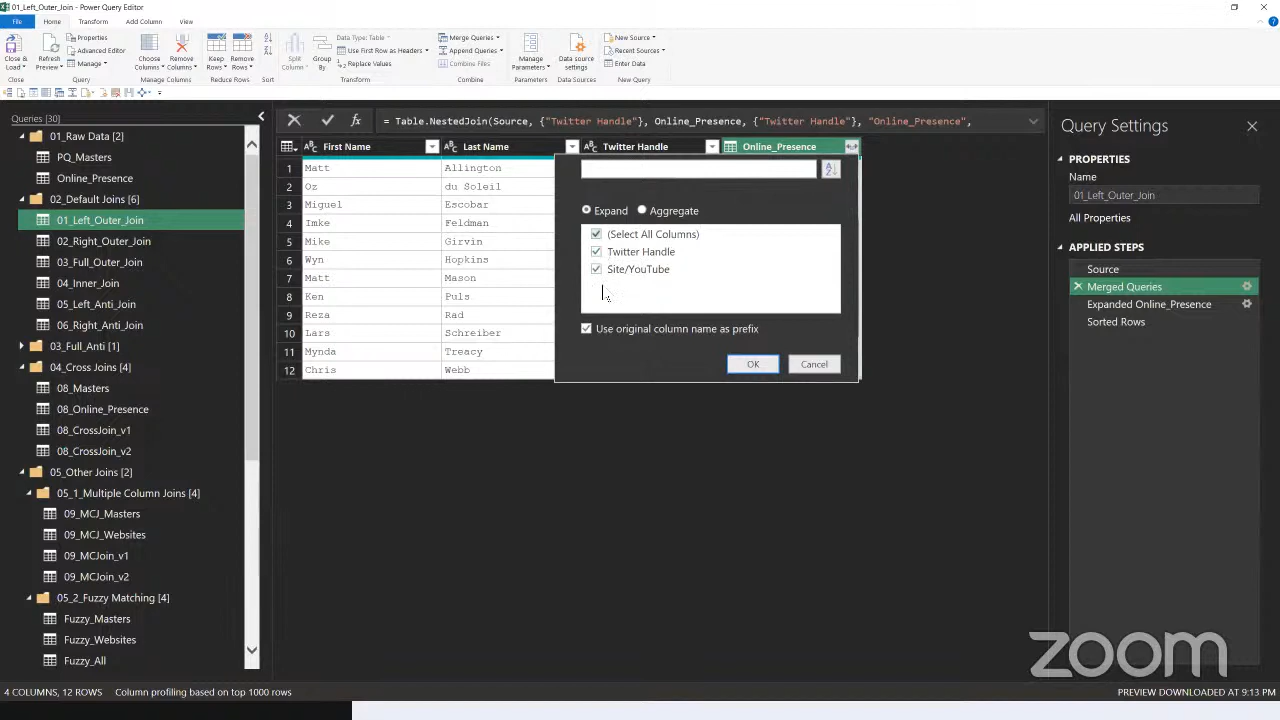 01_Left_Outer_Join - Power Query Editor
File Home Transform Add Column View
Close & Load
Close
Refresh Preview
Properties
Advanced Editor
Manage
Query
Choose Columns
Remove Columns
Manage Columns
Keep Rows
Remove Rows
Reduce Rows
Sort
Split Column
Group By
Data Type: Table
Use First Row as Headers
Replace Values
Transform
Merge Queries
Append Queries
Combine Files
Combine
Manage Parameters
Parameters
Data source settings
Data Sources
New Source
Recent Sources
Enter Data
New Query
Queries [30]
01_Raw Data [2]
PQ_Masters
Online_Presence
02_Default Joins [6]
01_Left_Outer_Join
02_Right_Outer_Join
03_Full_Outer_Join
04_Inner_Join
05_Left_Anti_Join
06_Right_Anti_Join
03_Full_Anti [1]
04_Cross Joins [4]
08_Masters
08_Online_Presence
08_CrossJoin_v1
08_CrossJoin_v2
05_Other Joins [2]
05_1_Multiple Column Joins [4]
09_MCJ_Masters
09_MCJ_Websites
09_MCJoin_v1
09_MCJoin_v2
05_2_Fuzzy Matching [4]
Fuzzy_Masters
Fuzzy_Websites
Fuzzy_All
= Table.NestedJoin(Source, {"Twitter Handle"}, Online_Presence, {"Twitter Handle"}, "Online_Presence",
First Name Last Name Twitter Handle Online_Presence
1 Matt Allington
2 Oz du Soleil
3 Miguel Escobar
4 Imke Feldman
5 Mike Girvin
6 Wyn Hopkins
7 Matt Mason
8 Ken Puls
9 Reza Rad
10 Lars Schreiber
11 Mynda Treacy
12 Chris Webb
Expand Aggregate
(Select All Columns)
Twitter Handle
Site/YouTube
Use original column name as prefix
OK Cancel
Query Settings
PROPERTIES
Name
01_Left_Outer_Join
All Properties
APPLIED STEPS
Source
Merged Queries
Expanded Online_Presence
Sorted Rows
zoom
4 COLUMNS, 12 ROWS Column profiling based on top 1000 rows
PREVIEW DOWNLOADED AT 9:13 PM